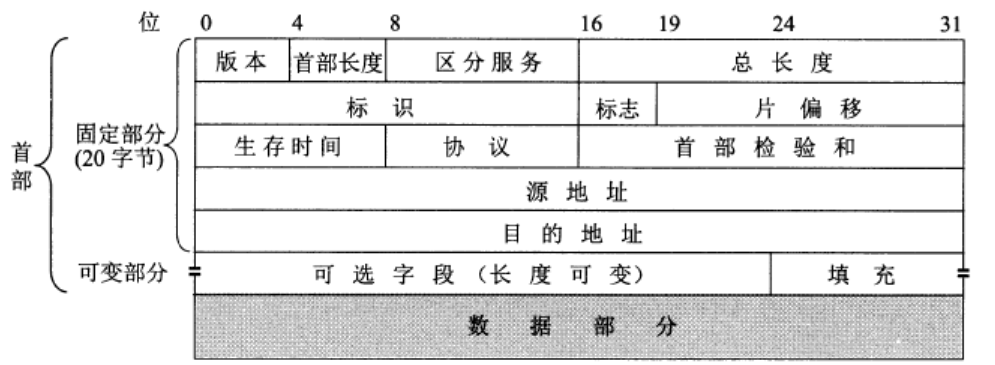 位 0 4 8 16 19 24 31
版本 首部长度 区分服务 总长度
标识 标志 片偏移
固定部分
(20字节)
首部
生存时间 协议 首部检验和
源地址
目的地址
可变部分 可选字段（长度可变） 填充
数据部分